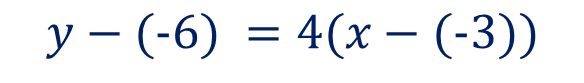 y − (-6) = 4(x − (-3))